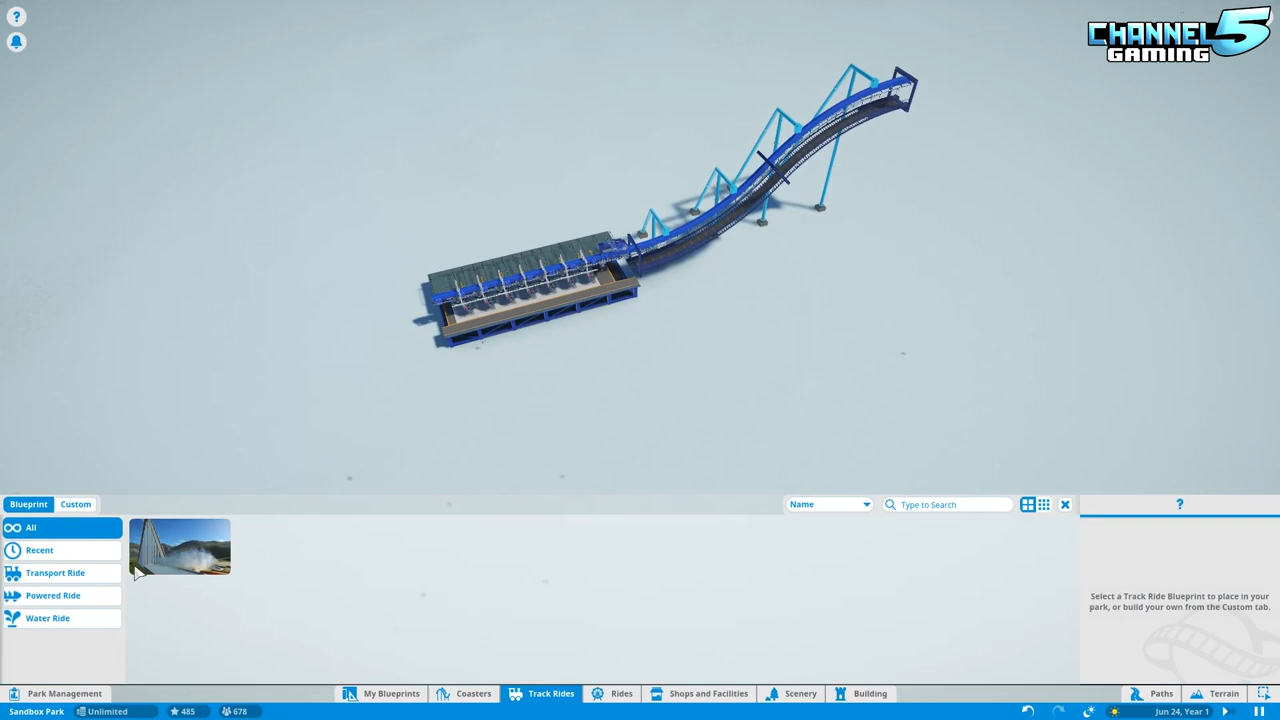 CHANNEL 5
GAMING
Blueprint
Custom
Name
Type to Search
?
All
Recent
Transport Ride
Powered Ride
Water Ride
Select a Track Ride Blueprint to place in your
park, or build your own from the Custom tab.
Park Management
My Blueprints
Coasters
Track Rides
Rides
Shops and Facilities
Scenery
Building
Paths
Terrain
Sandbox Park
Unlimited
485
678
Jun 24, Year 1